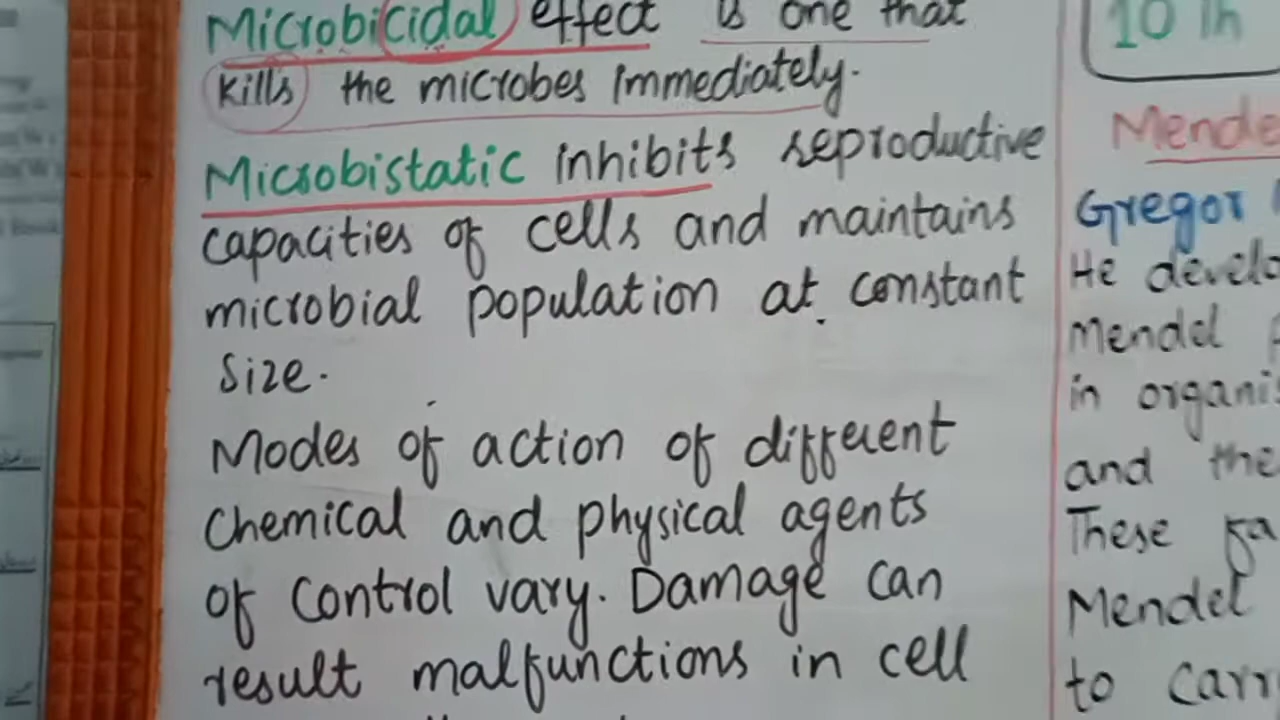 Microbicidal effect is one that
kills the microbes immediately.
Microbistatic inhibits reproductive
capacities of cells and maintains
microbial population at constant
size.
Modes of action of different
Chemical and physical agents
of control vary. Damage can
result malfunctions in cell
10 th
Mende
Gregor
He develo
Mendel
in organis
and the
These fa
Mendel
to carry